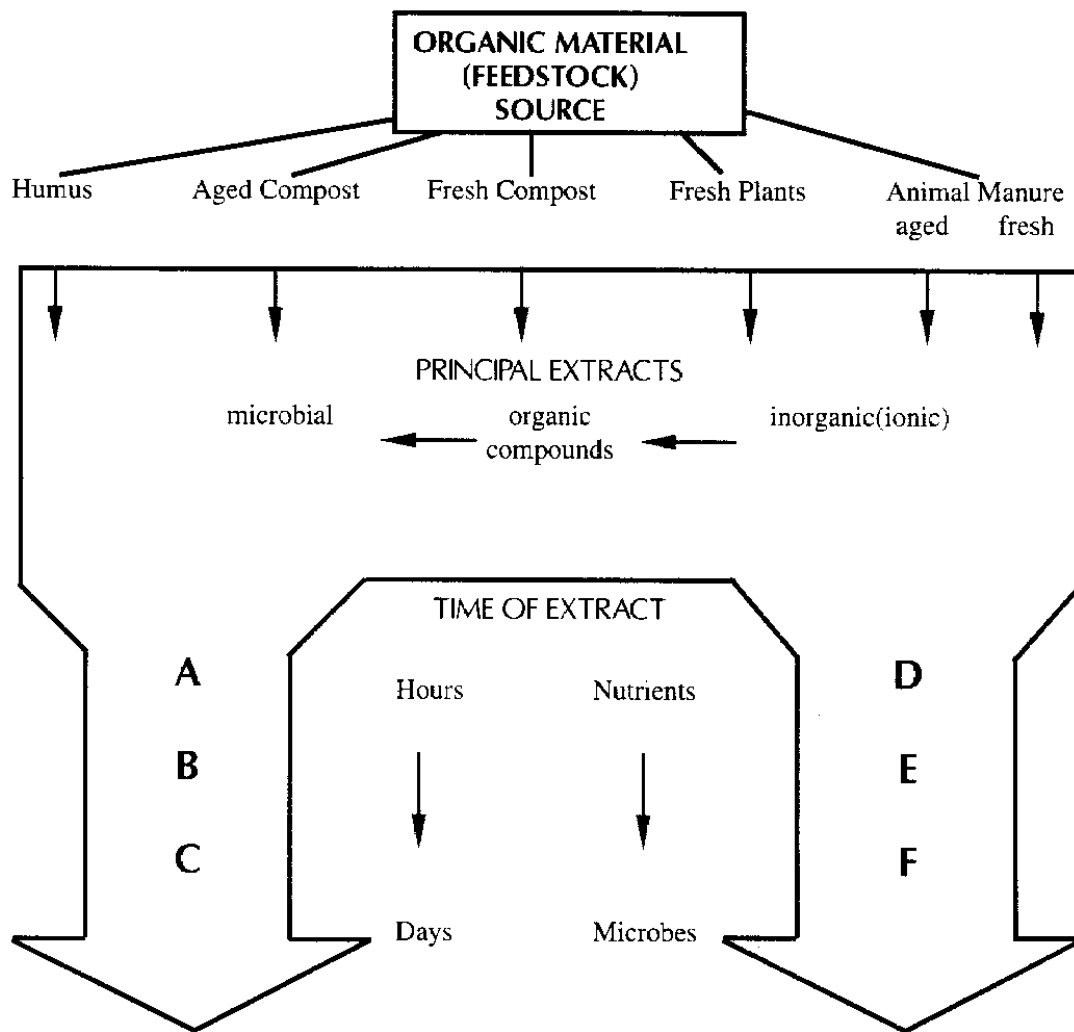 ORGANIC MATERIAL
(FEEDSTOCK)
SOURCE
Humus
Aged Compost
Fresh Compost
Fresh Plants
Animal Manure
aged fresh
PRINCIPAL EXTRACTS
microbial
organic
compounds
inorganic(ionic)
TIME OF EXTRACT
A
B
C
Hours
Nutrients
Days
Microbes
D
E
F